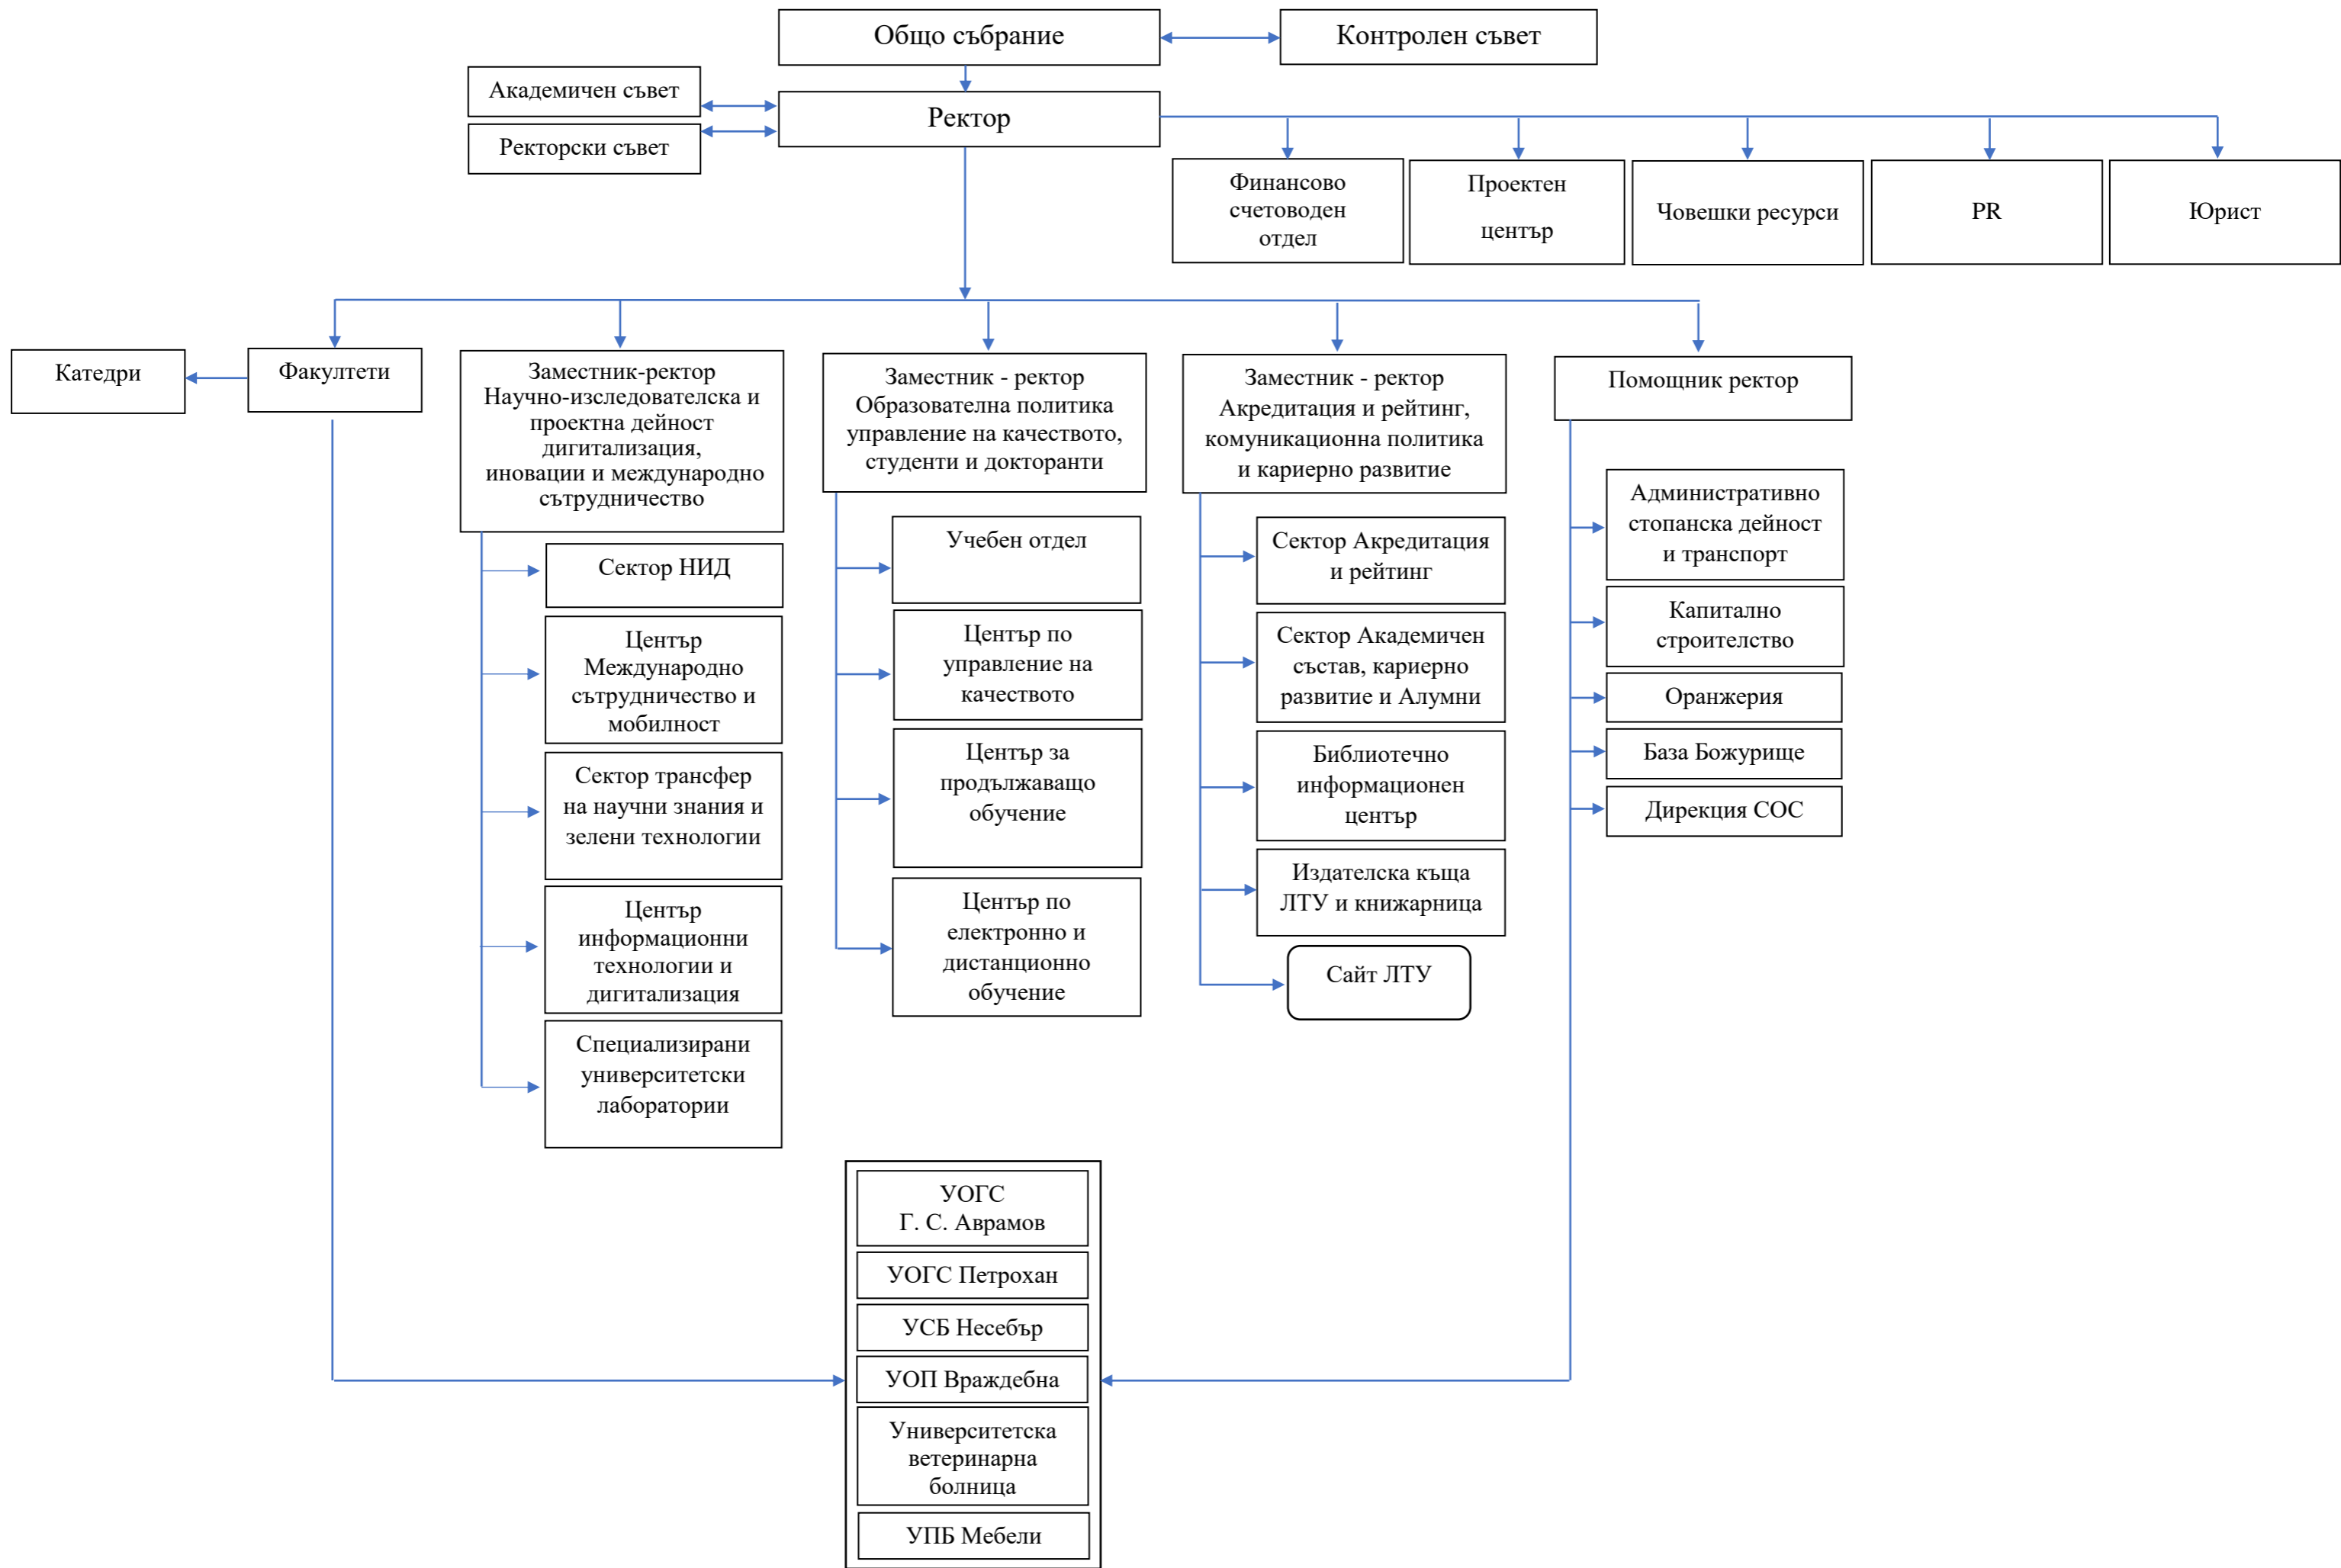 Общо събрание
Контролен съвет
Академичен съвет
Ректор
Ректорски съвет
Финансово
счетоводен
отдел
Проектен
център
Човешки ресурси
PR
Юрист
Катедри
Факултети
Заместник-ректор
Научно-изследователска и
проектна дейност
дигитализация,
иновации и международно
сътрудничество
Заместник - ректор
Образователна политика
управление на качеството,
студенти и докторанти
Заместник - ректор
Акредитация и рейтинг,
комуникационна политика
и кариерно развитие
Помощник ректор
Сектор НИД
Център
Международно
сътрудничество и
мобилност
Сектор трансфер
на научни знания и
зелени технологии
Център
информационни
технологии и
дигитализация
Специализирани
университетски
лаборатории
Учебен отдел
Център по
управление на
качеството
Център за
продължаващо
обучение
Център по
електронно и
дистанционно
обучение
Сектор Акредитация
и рейтинг
Сектор Академичен
състав, кариерно
развитие и Алумни
Библиотечно
информационен
център
Издателска къща
ЛТУ и книжарница
Сайт ЛТУ
Административно
стопанска дейност
и транспорт
Капитално
строителство
Оранжерия
База Божурище
Дирекция СОС
УОГС
Г. С. Аврамов
УОГС Петрохан
УСБ Несебър
УОП Враждебна
Университетска
ветеринарна
болница
УПБ Мебели